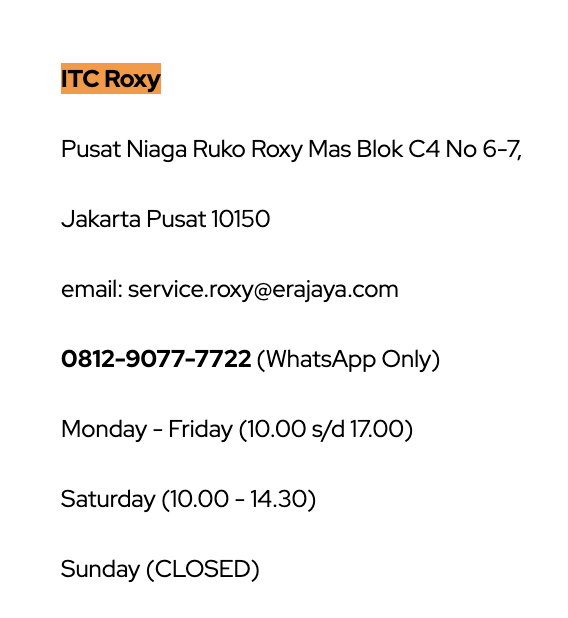 ITC Roxy
Pusat Niaga Ruko Roxy Mas Blok C4 No 6-7,
Jakarta Pusat 10150
email: service.roxy@erajaya.com
0812-9077-7722 (WhatsApp Only)
Monday - Friday (10.00 s/d 17.00)
Saturday (10.00 - 14.30)
Sunday (CLOSED)